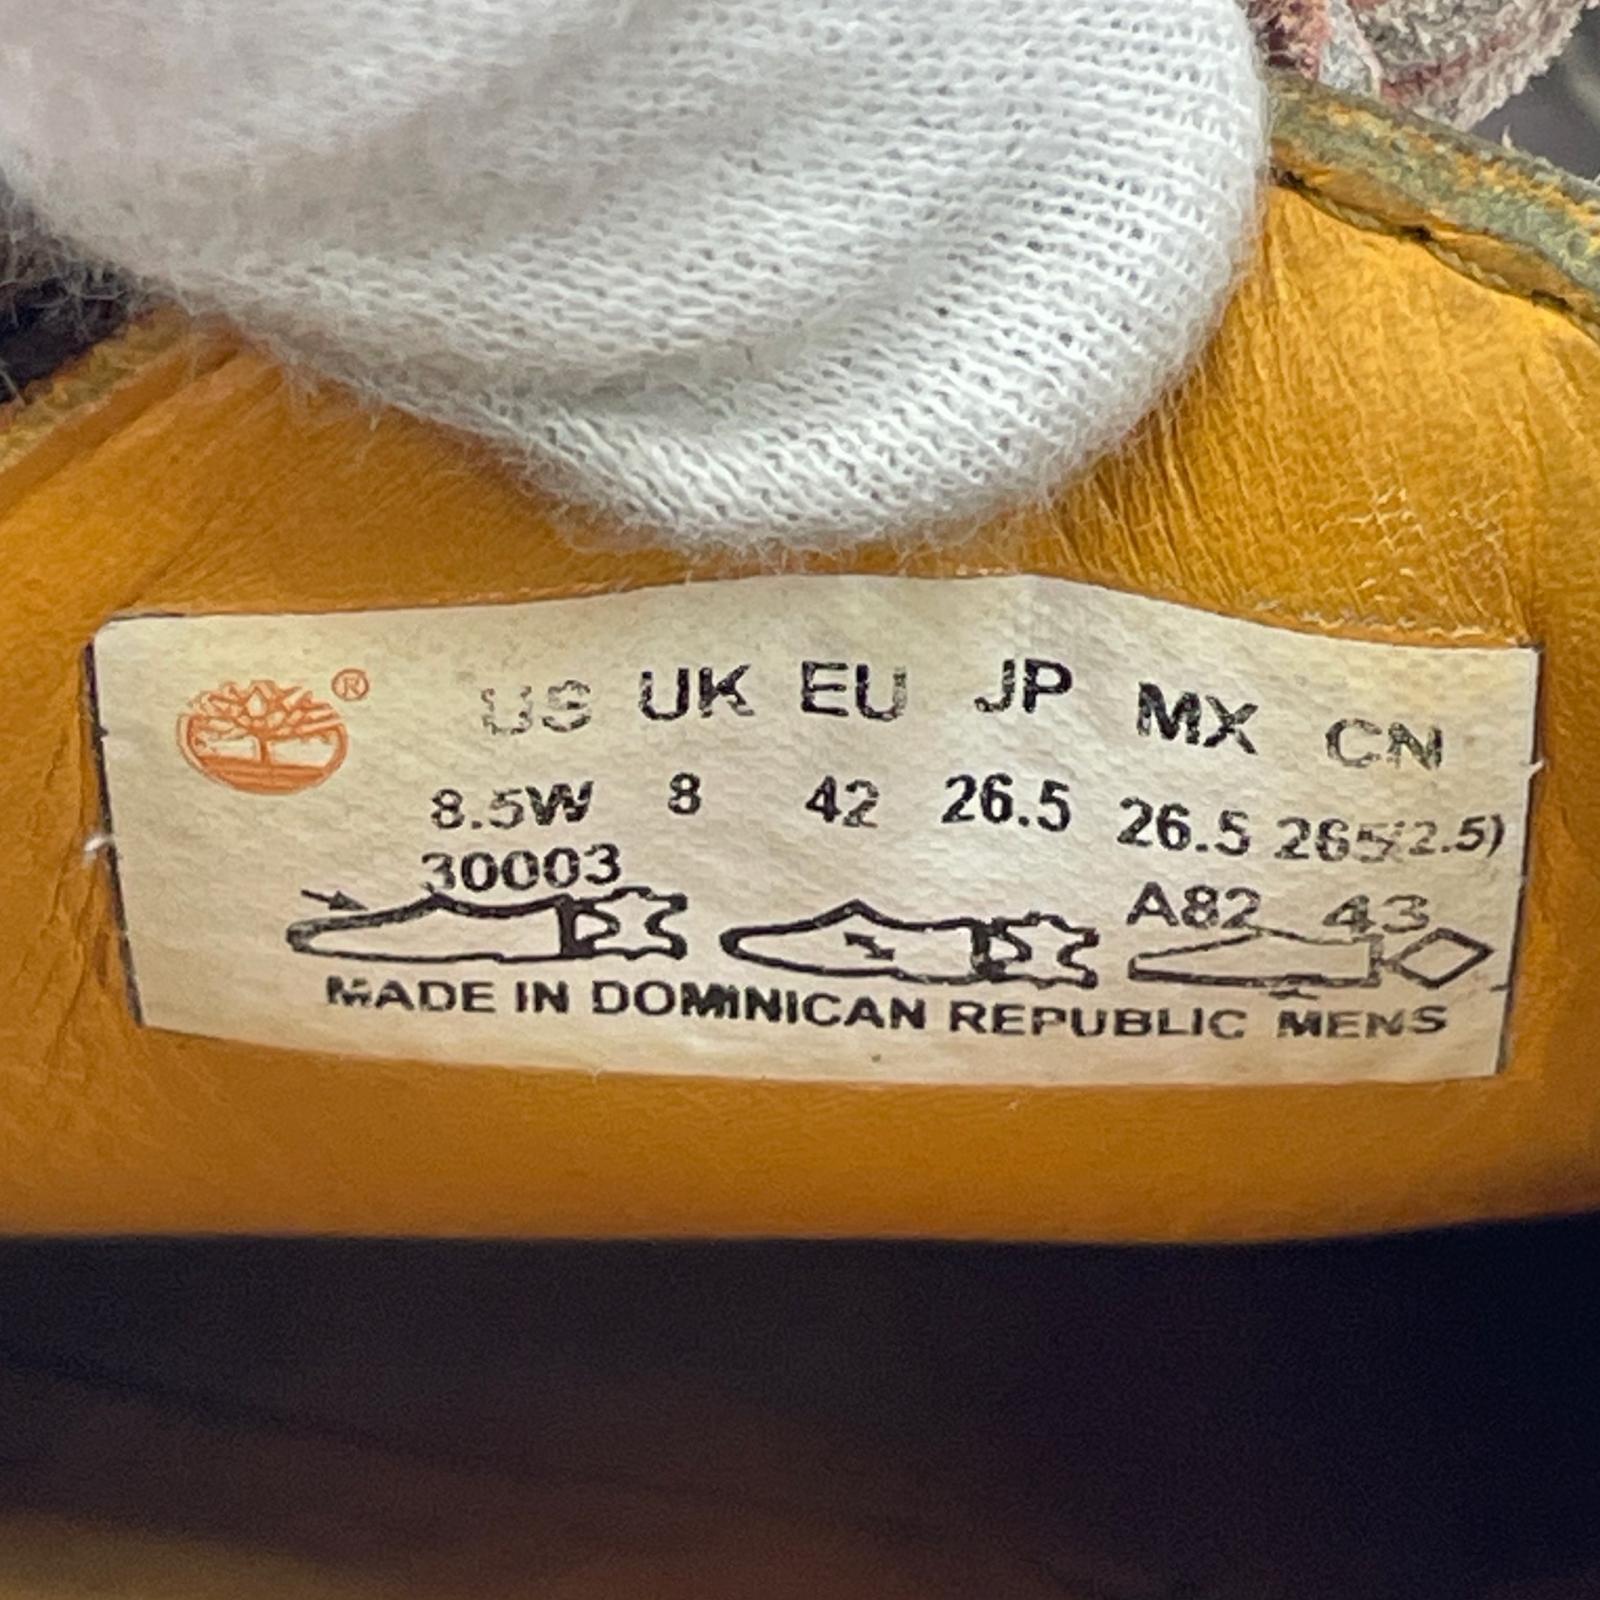 ®
US UK EU JP MX CN
8.5W 8 42 26.5 26.5 265(2.5)
30003 A82 43
MADE IN DOMINICAN REPUBLIC MENS